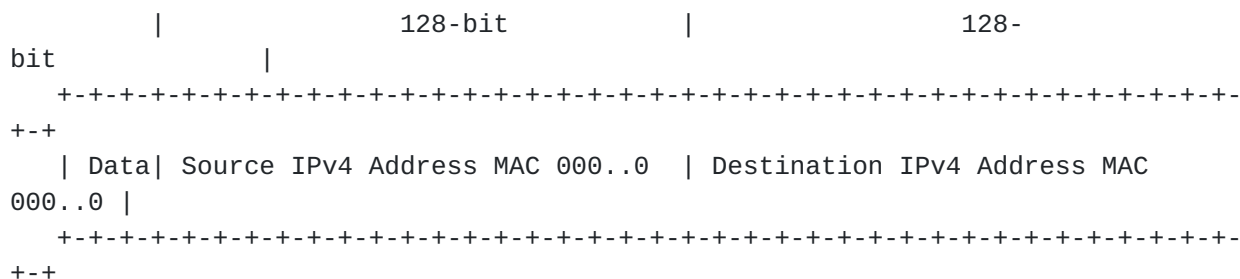 |                128-bit            |                  128-
bit               |
+-+-+-+-+-+-+-+-+-+-+-+-+-+-+-+-+-+-+-+-+-+-+-+-+-+-+-+-+-+-+-+-+-+-+-+-+-+-
+-+
| Data| Source IPv4 Address MAC 000..0  | Destination IPv4 Address MAC
000..0 |
+-+-+-+-+-+-+-+-+-+-+-+-+-+-+-+-+-+-+-+-+-+-+-+-+-+-+-+-+-+-+-+-+-+-+-+-+-+-
+-+